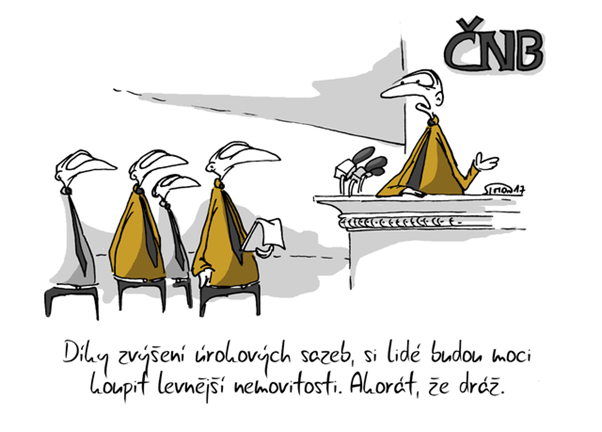 ČNB
Díky zvýšení úrokových sazeb, si lidé budou moci
koupit levnější nemovitosti. Akorát, že dráž.